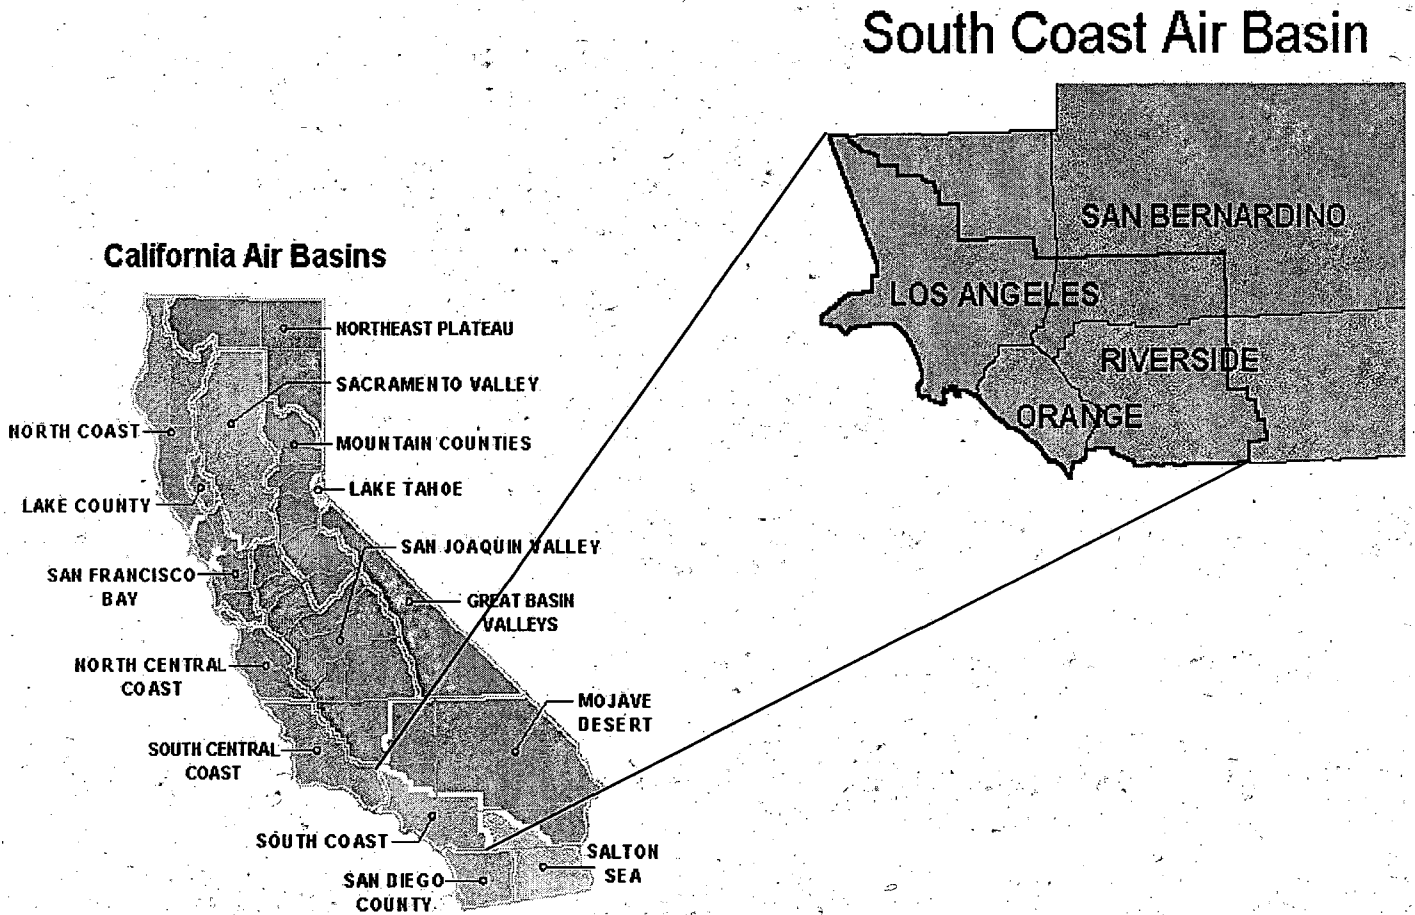 South Coast Air Basin
SAN BERNARDINO
LOS ANGELES
RIVERSIDE
ORANGE
California Air Basins
NORTHEAST PLATEAU
SACRAMENTO VALLEY
NORTH COAST
MOUNTAIN COUNTIES
LAKE TAHOE
LAKE COUNTY
SAN JOAQUIN VALLEY
SAN FRANCISCO
BAY
GREAT BASIN
VALLEYS
NORTH CENTRAL
COAST
MOJAVE
DESERT
SOUTH CENTRAL
COAST
SOUTH COAST
SALTON
SEA
SAN DIEGO
COUNTY